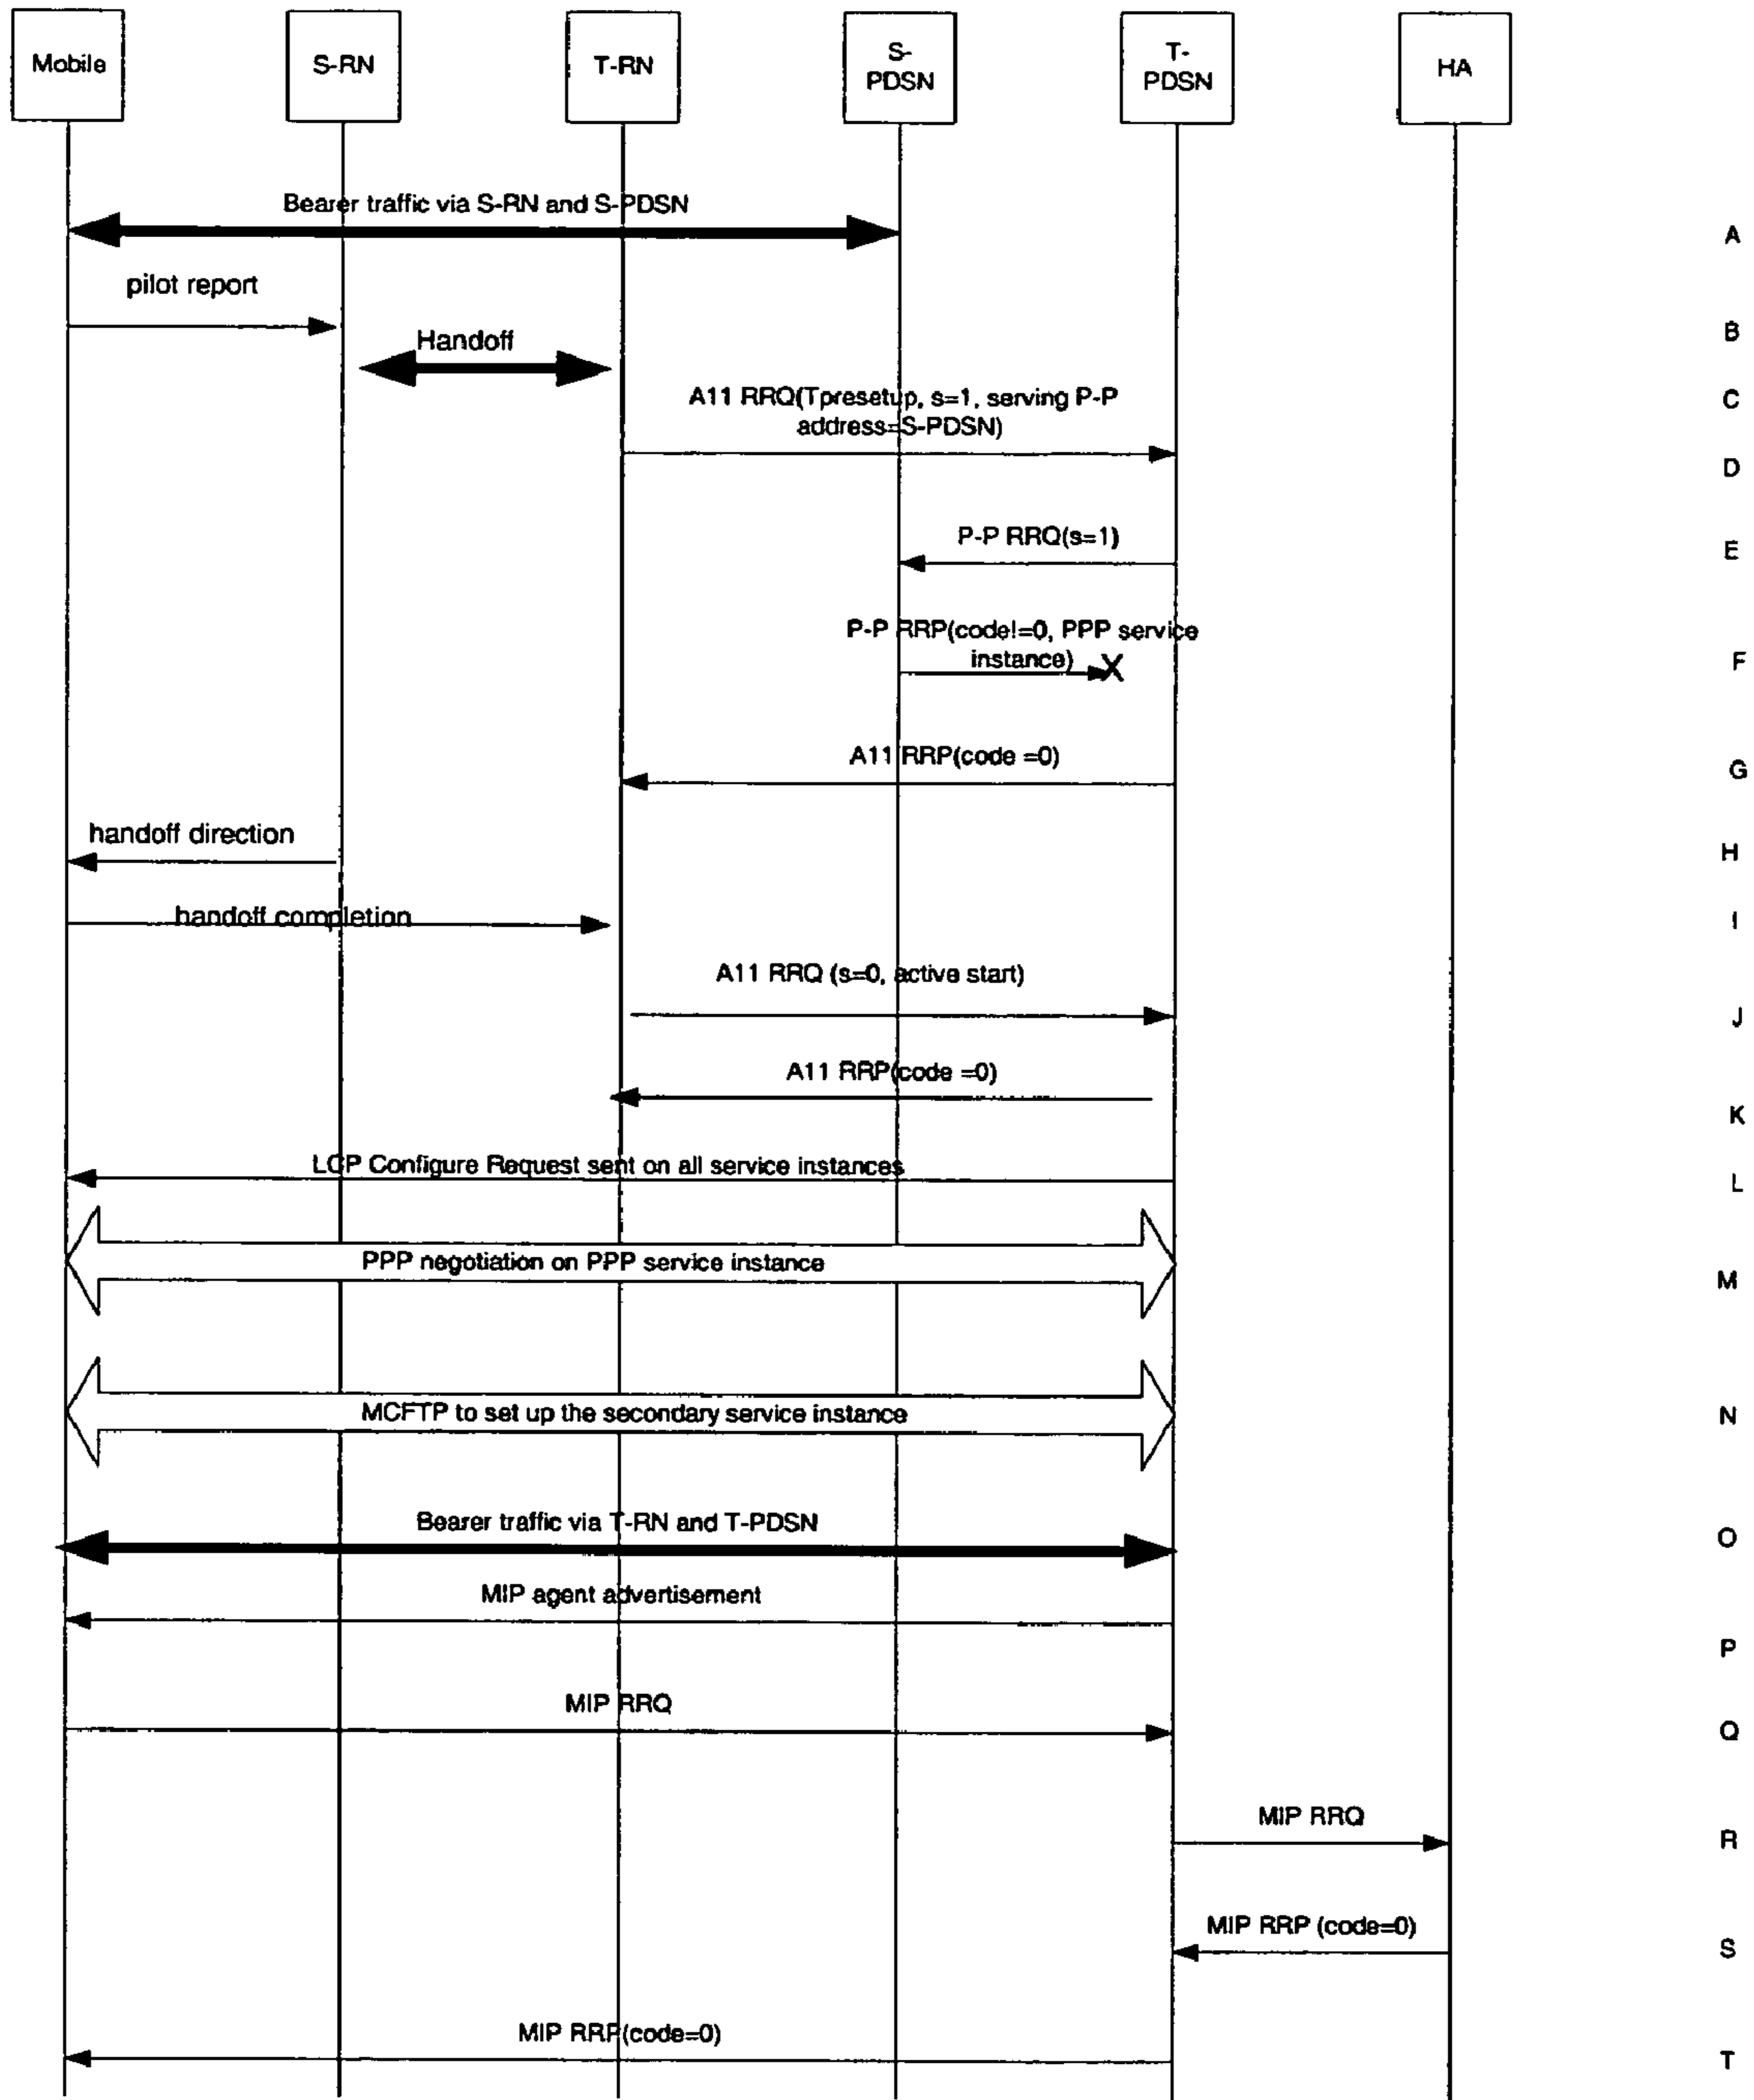 Mobile
S-RN
T-RN
S-
PDSN
T-
PDSN
HA
Bearer traffic via S-RN and S-PDSN
A
pilot report
B
Handoff
A11 RRQ(Tpresetup, s=1, serving P-P
address=S-PDSN)
C
D
P-P RRQ(s=1)
E
P-P RRP(code!=0, PPP service
instance)
X
F
A11 RRP(code =0)
G
handoff direction
H
handoff completion
I
A11 RRQ (s=0, active start)
J
A11 RRP(code =0)
K
LCP Configure Request sent on all service instances
L
PPP negotiation on PPP service instance
M
MCFTP to set up the secondary service instance
N
Bearer traffic via T-RN and T-PDSN
O
MIP agent advertisement
P
MIP RRQ
Q
MIP RRQ
R
MIP RRP (code=0)
S
MIP RRP(code=0)
T